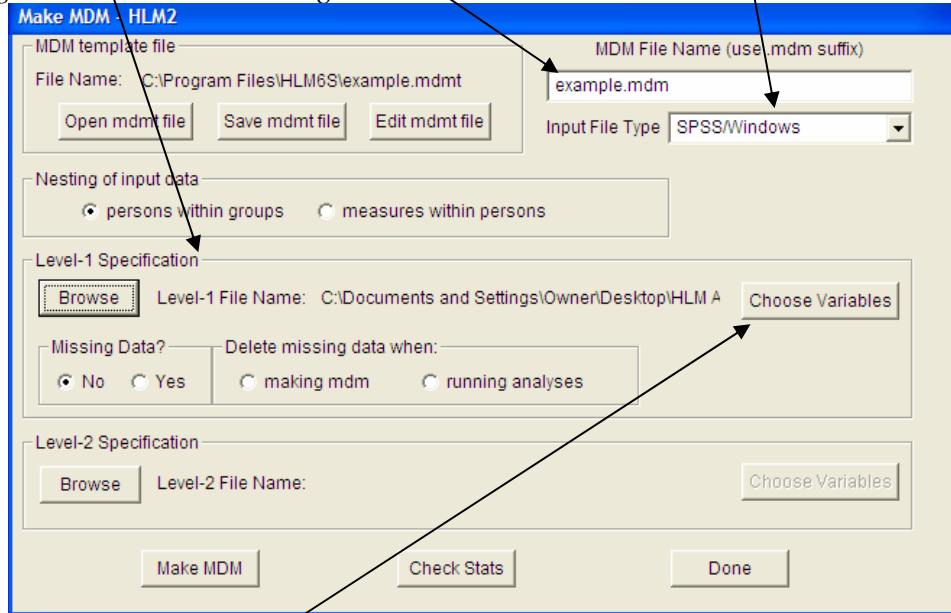 Make MDM - HLM2
MDM template file
File Name: C:\Program Files\HLM6S\example.mdmt
Open mdmt file Save mdmt file Edit mdmt file
MDM File Name (use .mdm suffix)
example.mdm
Input File Type SPSS/Windows
Nesting of input data
persons within groups measures within persons
Level-1 Specification
Browse Level-1 File Name: C:\Documents and Settings\Owner\Desktop\HLM A Choose Variables
Missing Data? Delete missing data when:
No Yes making mdm running analyses
Level-2 Specification
Browse Level-2 File Name: Choose Variables
Make MDM Check Stats Done